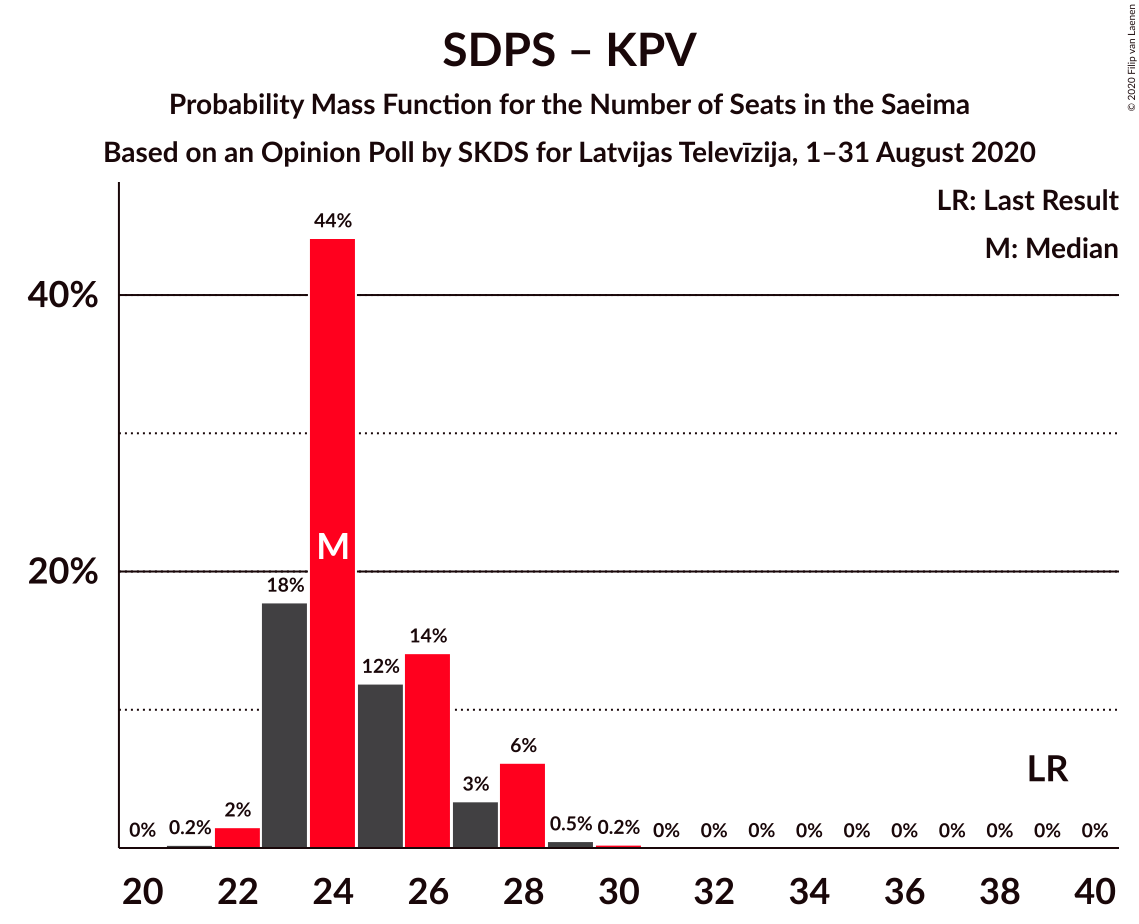 SDPS – KPV
Probability Mass Function for the Number of Seats in the Saeima
Based on an Opinion Poll by SKDS for Latvijas Televīzija, 1–31 August 2020
© 2020 Filip van Laenen
LR: Last Result
M: Median
40%
20%
0%
0.2%
2%
18%
44%
M
12%
14%
3%
6%
0.5%
0.2%
0%
0%
0%
0%
0%
0%
0%
0%
0%
0%
LR
20 22 24 26 28 30 32 34 36 38 40